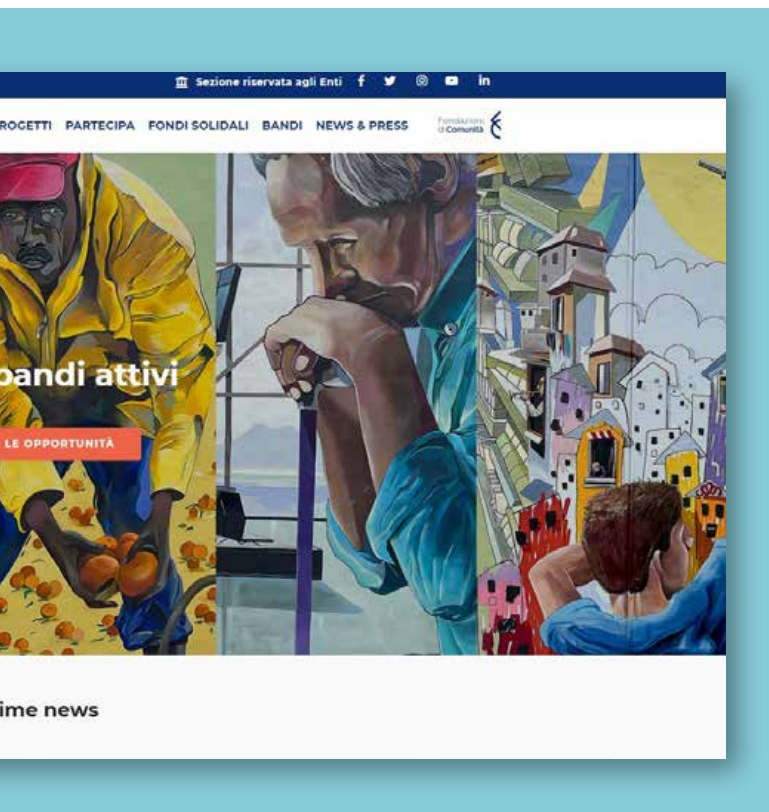 Sezione riservata agli Enti
ROGETTI PARTECIPA FONDI SOLIDALI BANDI NEWS & PRESS
Fondazione
di Comunità
bandi attivi
LE OPPORTUNITÀ
ime news